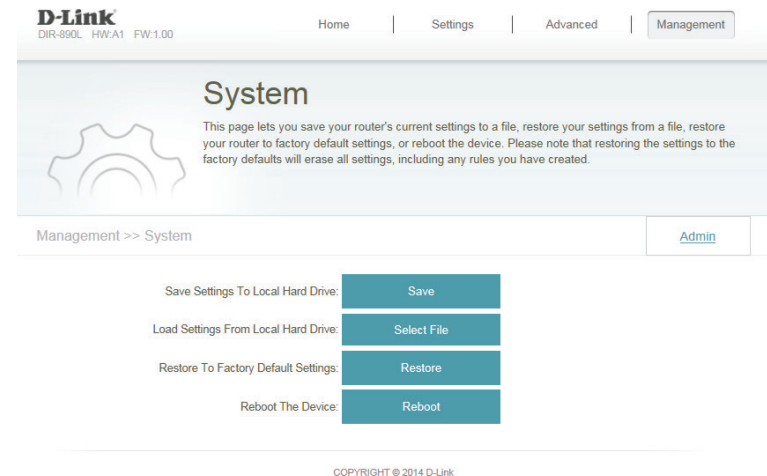 D-Link
DIR-890L HW:A1 FW:1.00
Home
Settings
Advanced
Management
System
This page lets you save your router's current settings to a file, restore your settings from a file, restore
your router to factory default settings, or reboot the device. Please note that restoring the settings to the
factory defaults will erase all settings, including any rules you have created.
Management >> System
Admin
Save Settings To Local Hard Drive:
Save
Load Settings From Local Hard Drive:
Select File
Restore To Factory Default Settings:
Restore
Reboot The Device:
Reboot
COPYRIGHT © 2014 D-Link